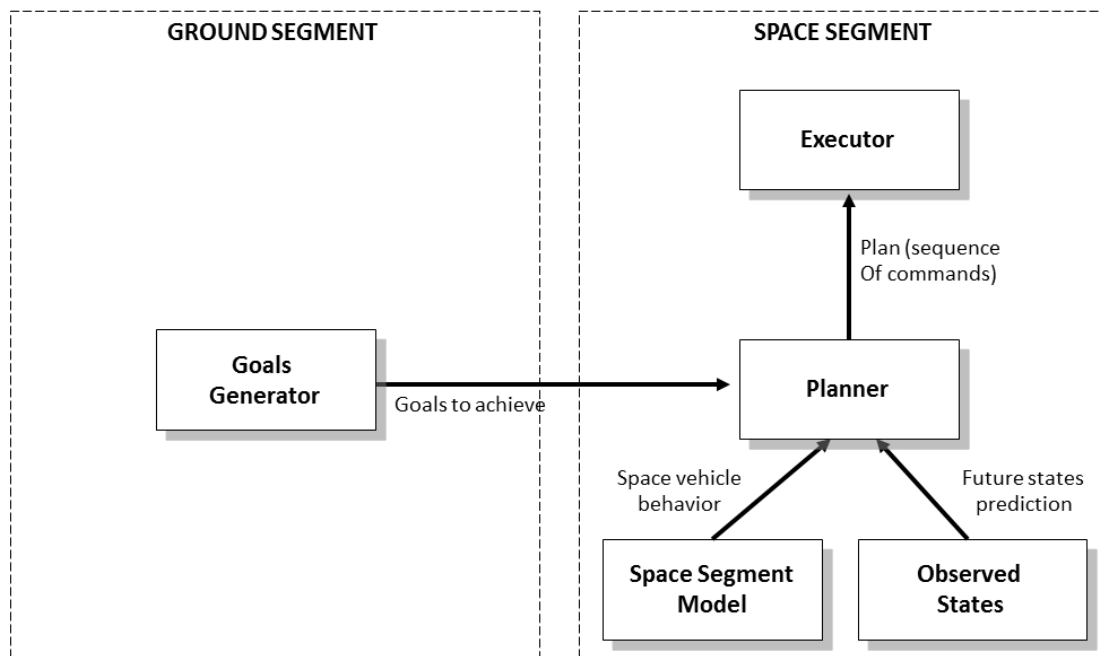 GROUND SEGMENT
SPACE SEGMENT
Executor
Plan (sequence
Of commands)
Goals
Generator
Goals to achieve
Planner
Space vehicle
behavior
Future states
prediction
Space Segment
Model
Observed
States